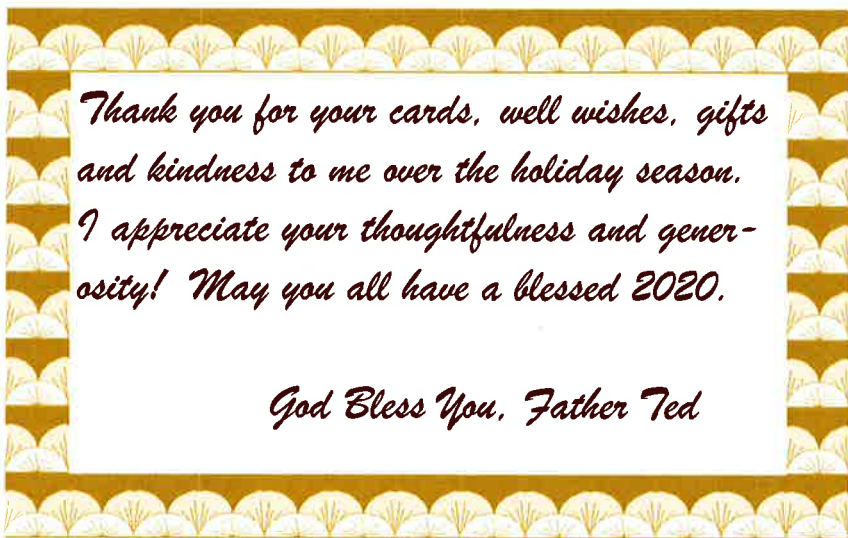 Thank you for your cards, well wishes, gifts
and kindness to me over the holiday season.
I appreciate your thoughtfulness and gener-
osity! May you all have a blessed 2020.
God Bless You, Father Ted